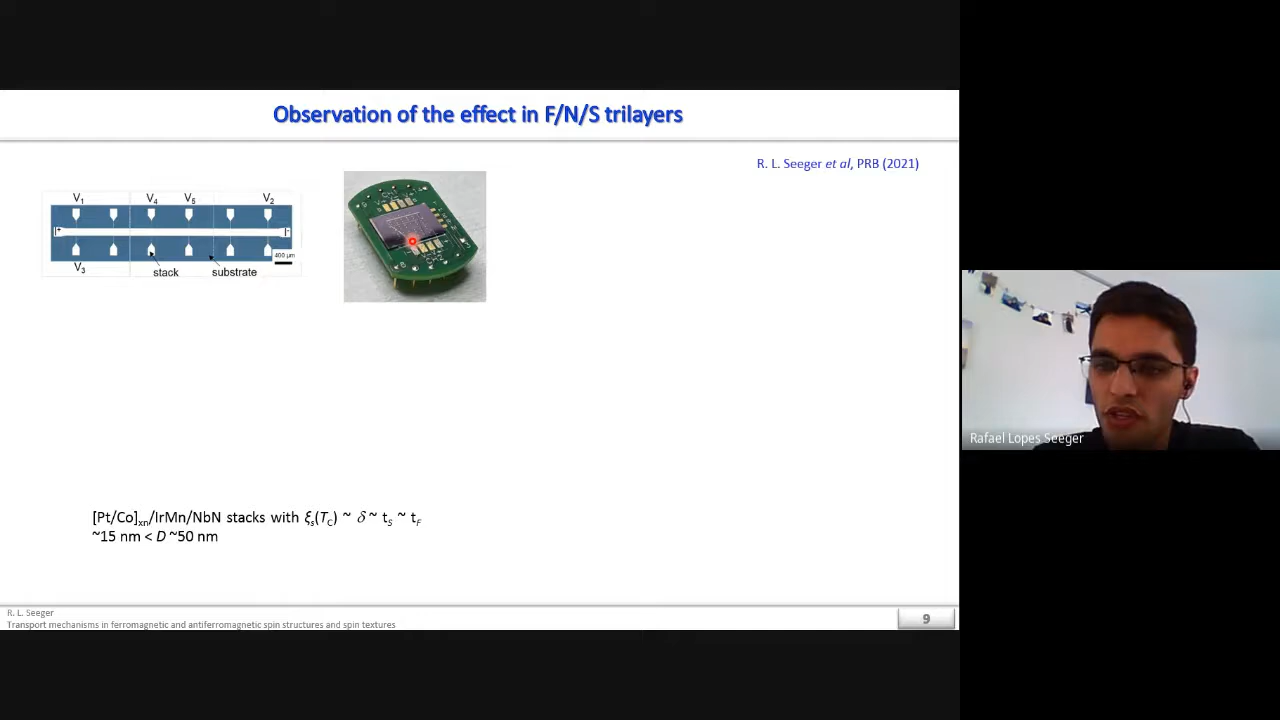 Observation of the effect in F/N/S trilayers
R. L. Seeger et al, PRB (2021)
V1 V4 V5 V2
I+ I-
400 µm
V3
stack substrate
Rafael Lopes Seeger
[Pt/Co]xn/IrMn/NbN stacks with ξs(TC) ~ δ ~ tS ~ tF
~15 nm < D ~50 nm
R. L. Seeger
Transport mechanisms in ferromagnetic and antiferromagnetic spin structures and spin textures
9